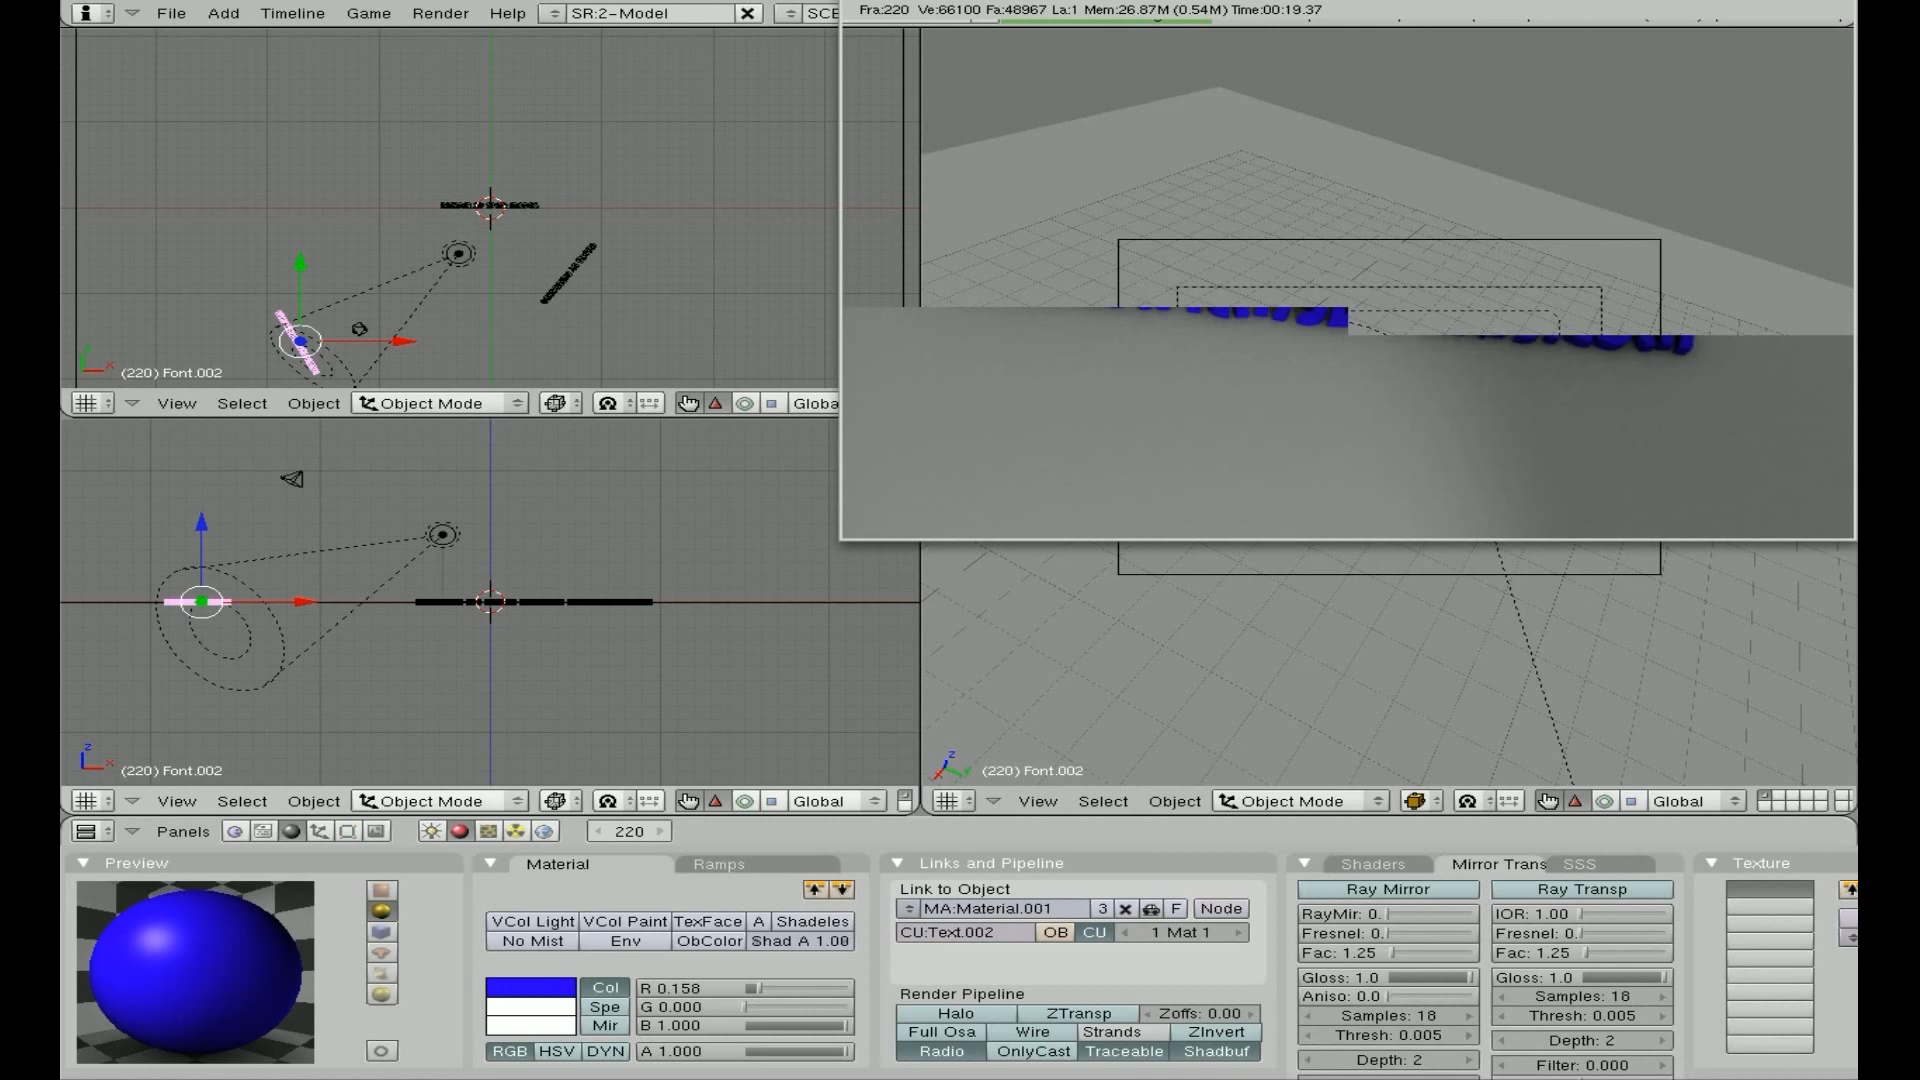 File Add Timeline Game Render Help SR:2-Model SCE
Fra:220 Ve:66100 Fa:48967 La:1 Mem:26.87M (0.54M) Time:00:19.37
(220) Font.002
View Select Object Object Mode Globa
(220) Font.002
(220) Font.002
View Select Object Object Mode Global
View Select Object Object Mode Global
Panels 220
Preview
Material Ramps
VCol Light VCol Paint TexFace A Shadeles
No Mist Env ObColor Shad A 1.00
Col R 0.158
Spe G 0.000
Mir B 1.000
RGB HSV DYN A 1.000
Links and Pipeline
Link to Object
MA:Material.001 3 F Node
CU:Text.002 OB CU 1 Mat 1
Render Pipeline
Halo ZTransp Zoffs: 0.00
Full Osa Wire Strands ZInvert
Radio OnlyCast Traceable Shadbuf
Shaders Mirror Trans SSS
Ray Mirror Ray Transp
RayMir: 0. IOR: 1.00
Fresnel: 0. Fresnel: 0.
Fac: 1.25 Fac: 1.25
Gloss: 1.0 Gloss: 1.0
Aniso: 0.0 Samples: 18
Samples: 18 Thresh: 0.005
Thresh: 0.005 Depth: 2
Depth: 2 Filter: 0.000
Texture